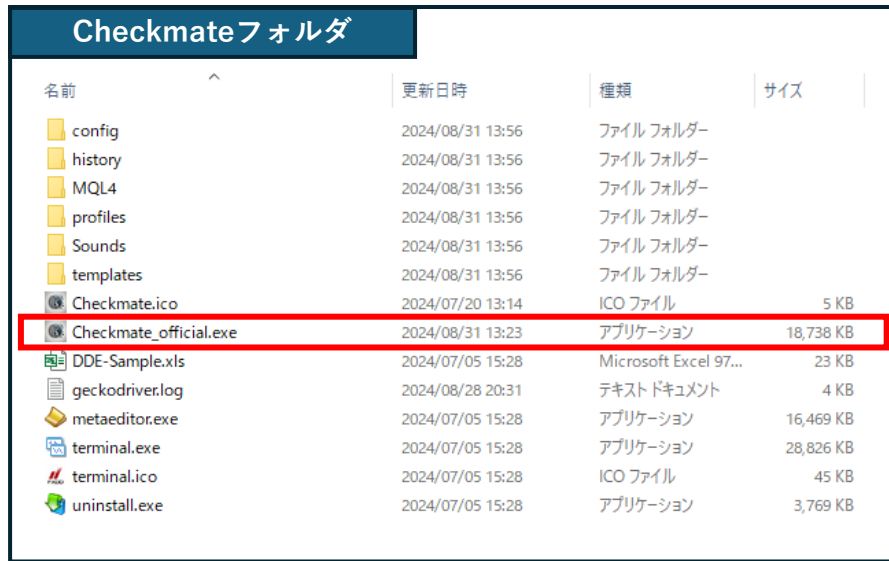 Checkmateフォルダ
名前 更新日時 種類 サイズ
config 2024/08/31 13:56 ファイル フォルダー
history 2024/08/31 13:56 ファイル フォルダー
MQL4 2024/08/31 13:56 ファイル フォルダー
profiles 2024/08/31 13:56 ファイル フォルダー
Sounds 2024/08/31 13:56 ファイル フォルダー
templates 2024/08/31 13:56 ファイル フォルダー
Checkmate.ico 2024/07/20 13:14 ICO ファイル 5 KB
Checkmate_official.exe 2024/08/31 13:23 アプリケーション 18,738 KB
DDE-Sample.xls 2024/07/05 15:28 Microsoft Excel 97... 23 KB
geckodriver.log 2024/08/28 20:31 テキスト ドキュメント 4 KB
metaeditor.exe 2024/07/05 15:28 アプリケーション 16,469 KB
terminal.exe 2024/07/05 15:28 アプリケーション 28,826 KB
terminal.ico 2024/07/05 15:28 ICO ファイル 45 KB
uninstall.exe 2024/07/05 15:28 アプリケーション 3,769 KB